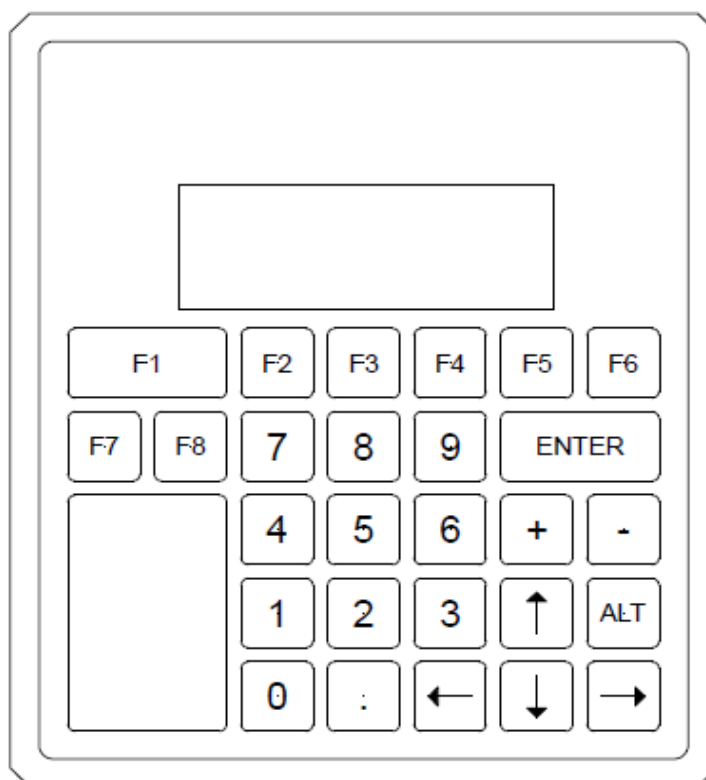 F1 F2 F3 F4 F5 F6
F7 F8 7 8 9 ENTER
4 5 6 + -
1 2 3 ↑ ALT
0 : ← ↓ →